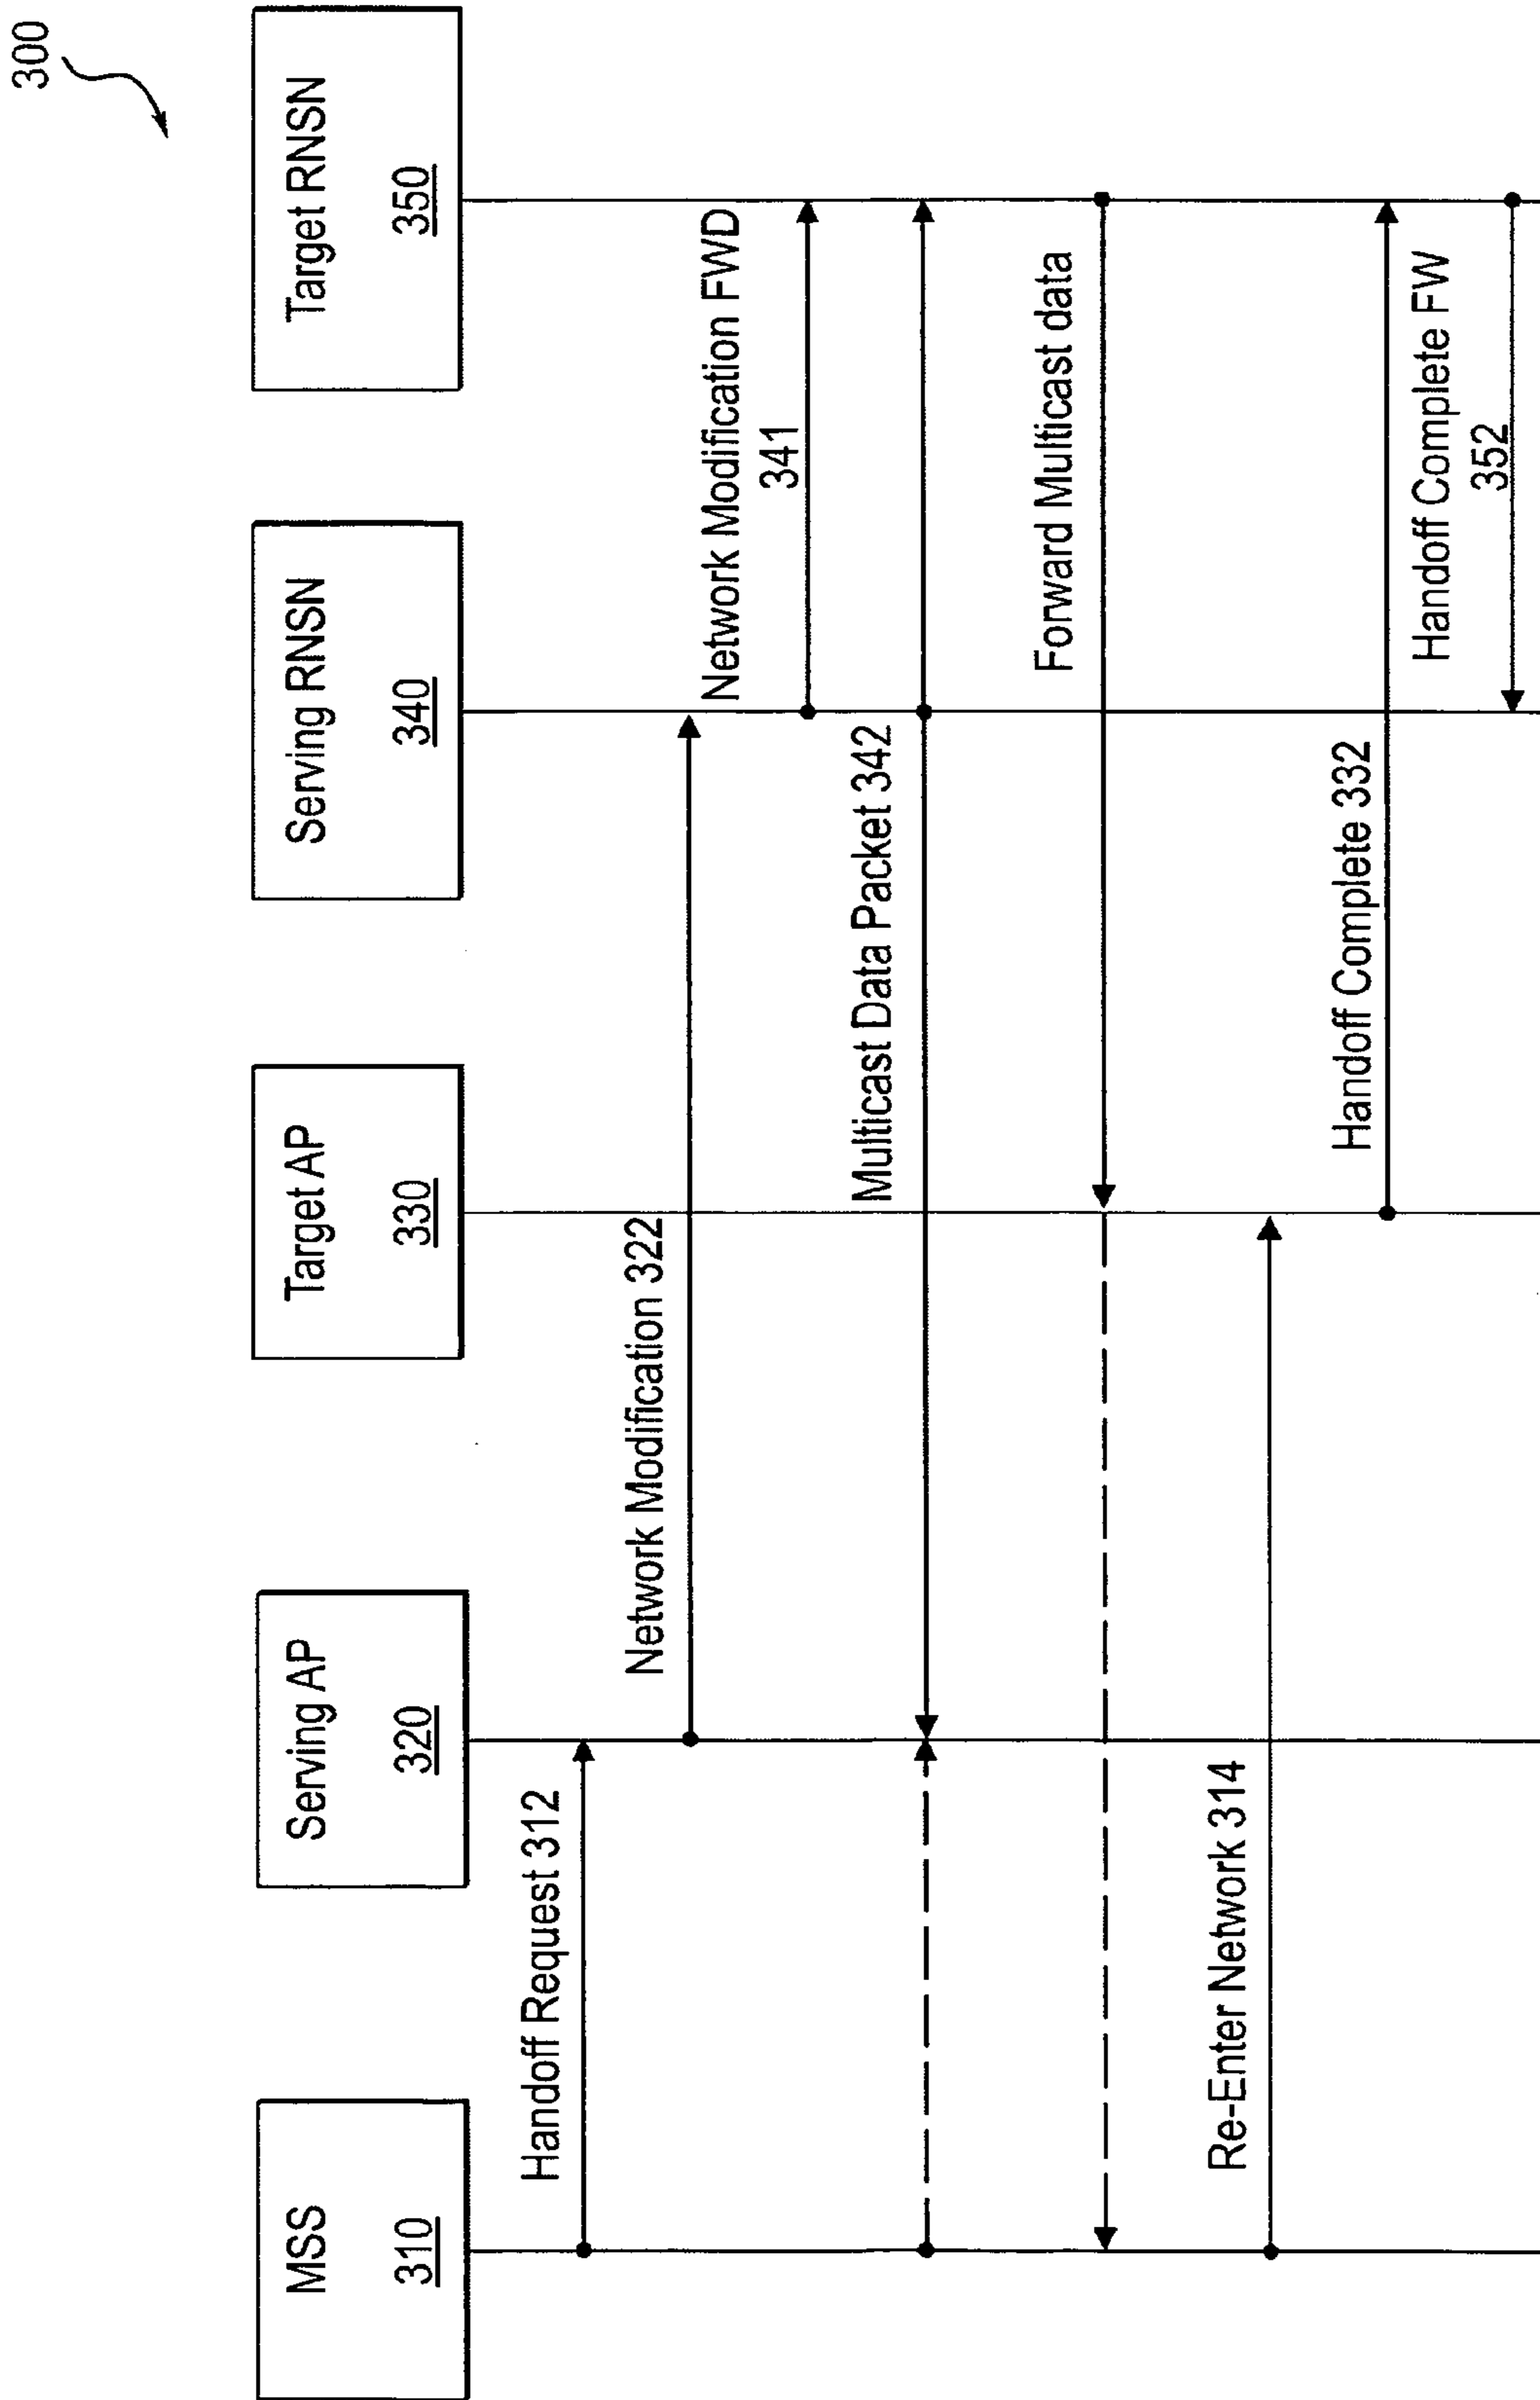 300
MSS
310
Serving AP
320
Target AP
330
Serving RNSN
340
Target RNSN
350
Handoff Request 312
Network Modification 322
Network Modification FWD
341
Multicast Data Packet 342
Forward Multicast data
Re-Enter Network 314
Handoff Complete 332
Handoff Complete FW
352